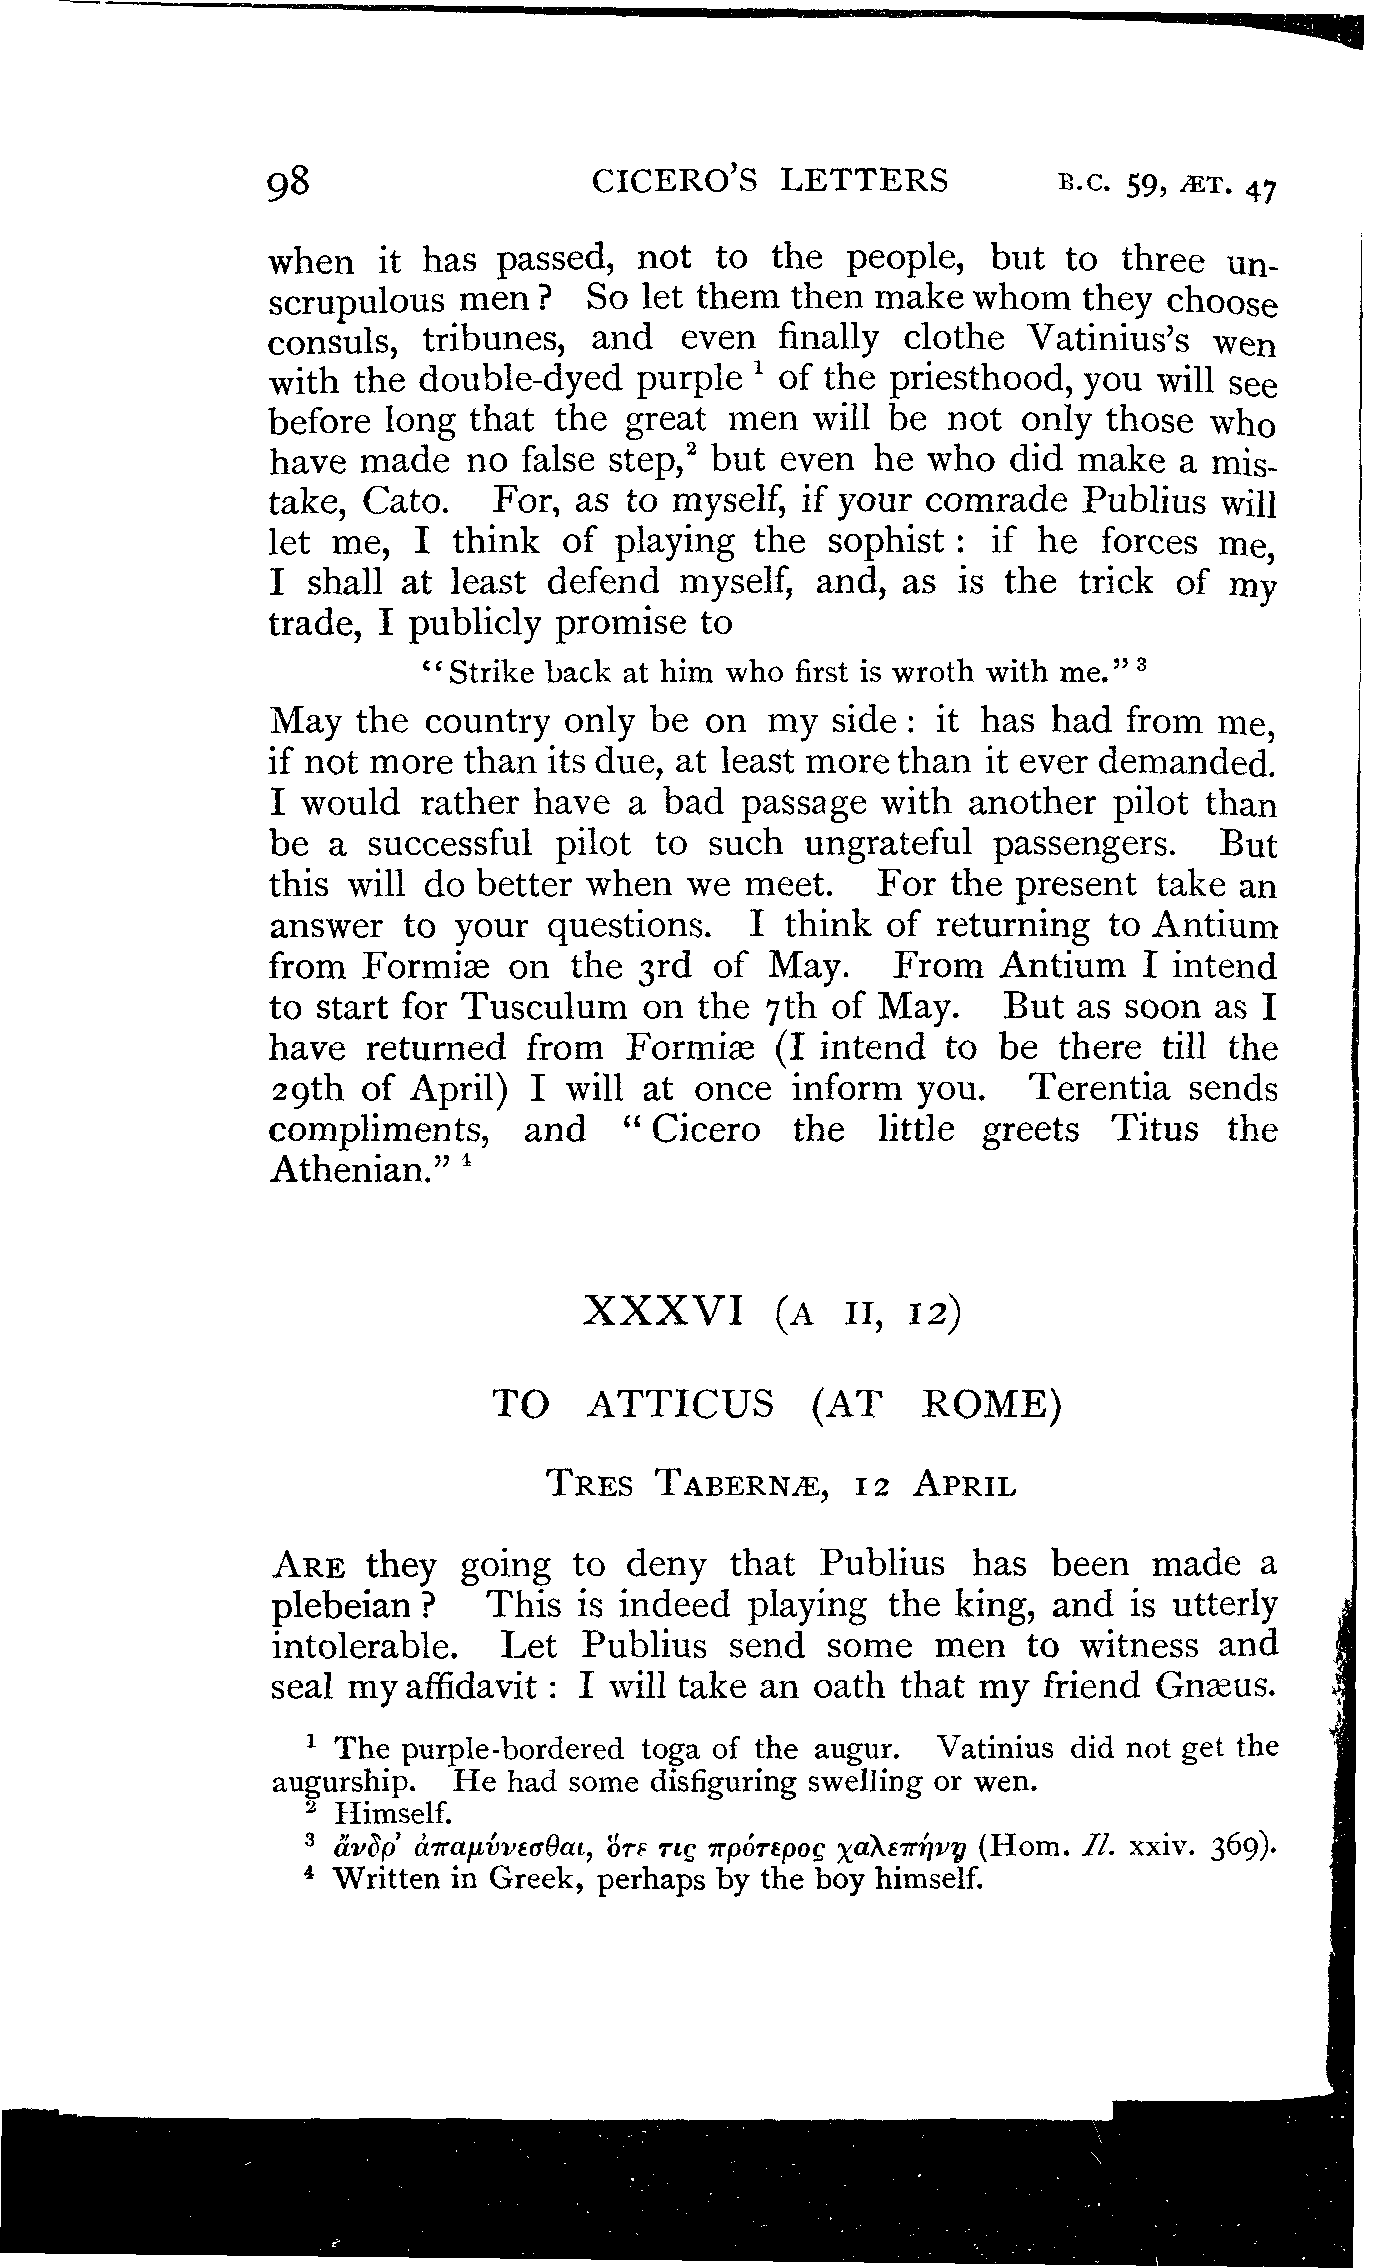 98 CICERO'S LETTERS B.C. 59, ÆT. 47
when it has passed, not to the people, but to three un-
scrupulous men? So let them then make whom they choose
consuls, tribunes, and even finally clothe Vatinius's wen
with the double-dyed purple ¹ of the priesthood, you will see
before long that the great men will be not only those who
have made no false step,² but even he who did make a mis-
take, Cato. For, as to myself, if your comrade Publius will
let me, I think of playing the sophist: if he forces me,
I shall at least defend myself, and, as is the trick of my
trade, I publicly promise to
"Strike back at him who first is wroth with me." ³
May the country only be on my side: it has had from me,
if not more than its due, at least more than it ever demanded.
I would rather have a bad passage with another pilot than
be a successful pilot to such ungrateful passengers. But
this will do better when we meet. For the present take an
answer to your questions. I think of returning to Antium
from Formiæ on the 3rd of May. From Antium I intend
to start for Tusculum on the 7th of May. But as soon as I
have returned from Formiæ (I intend to be there till the
29th of April) I will at once inform you. Terentia sends
compliments, and "Cicero the little greets Titus the
Athenian." ⁴
XXXVI (A II, 12)
TO ATTICUS (AT ROME)
TRES TABERNÆ, 12 APRIL
ARE they going to deny that Publius has been made a
plebeian? This is indeed playing the king, and is utterly
intolerable. Let Publius send some men to witness and
seal my affidavit: I will take an oath that my friend Gnæus.
¹ The purple-bordered toga of the augur. Vatinius did not get the
augurship. He had some disfiguring swelling or wen.
² Himself.
³ ἄνδρ' ἀπαμύνεσθαι, ὅτε τις πρότερος χαλεπήνῃ (Hom. Il. xxiv. 369).
⁴ Written in Greek, perhaps by the boy himself.